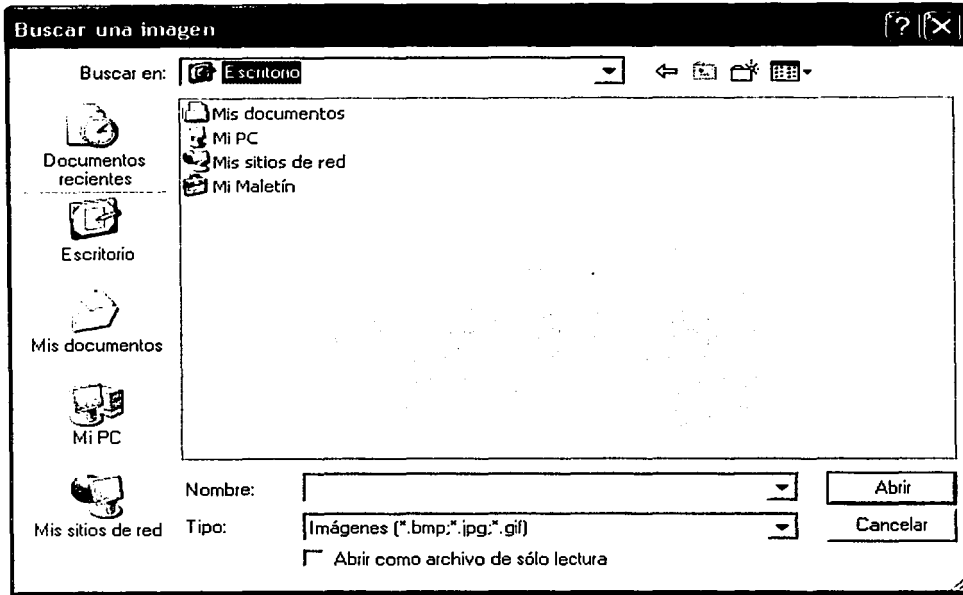 Buscar una imagen
Buscar en: Escritorio
Documentos
recientes
Escritorio
Mis documentos
Mi PC
Mis sitios de red
Mis documentos
Mi PC
Mis sitios de red
Mi Maletín
Nombre:
Abrir
Tipo: Imágenes (*.bmp;*.jpg;*.gif)
Cancelar
Abrir como archivo de sólo lectura